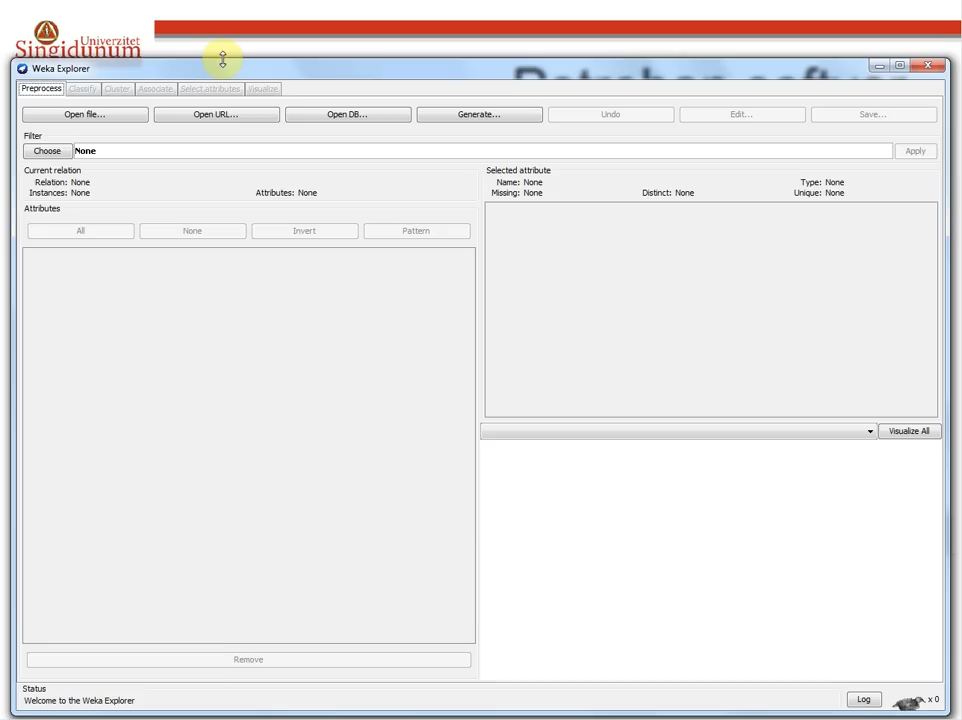 Univerzitet
Singidunum
Potreban softver
Weka Explorer
Preprocess Classify Cluster Associate Select attributes Visualize
Open file... Open URL... Open DB... Generate... Undo Edit... Save...
Filter
Choose None Apply
Current relation
Relation: None
Instances: None Attributes: None
Selected attribute
Name: None Type: None
Missing: None Distinct: None Unique: None
Attributes
All None Invert Pattern
Visualize All
Remove
Status
Welcome to the Weka Explorer
Log x 0